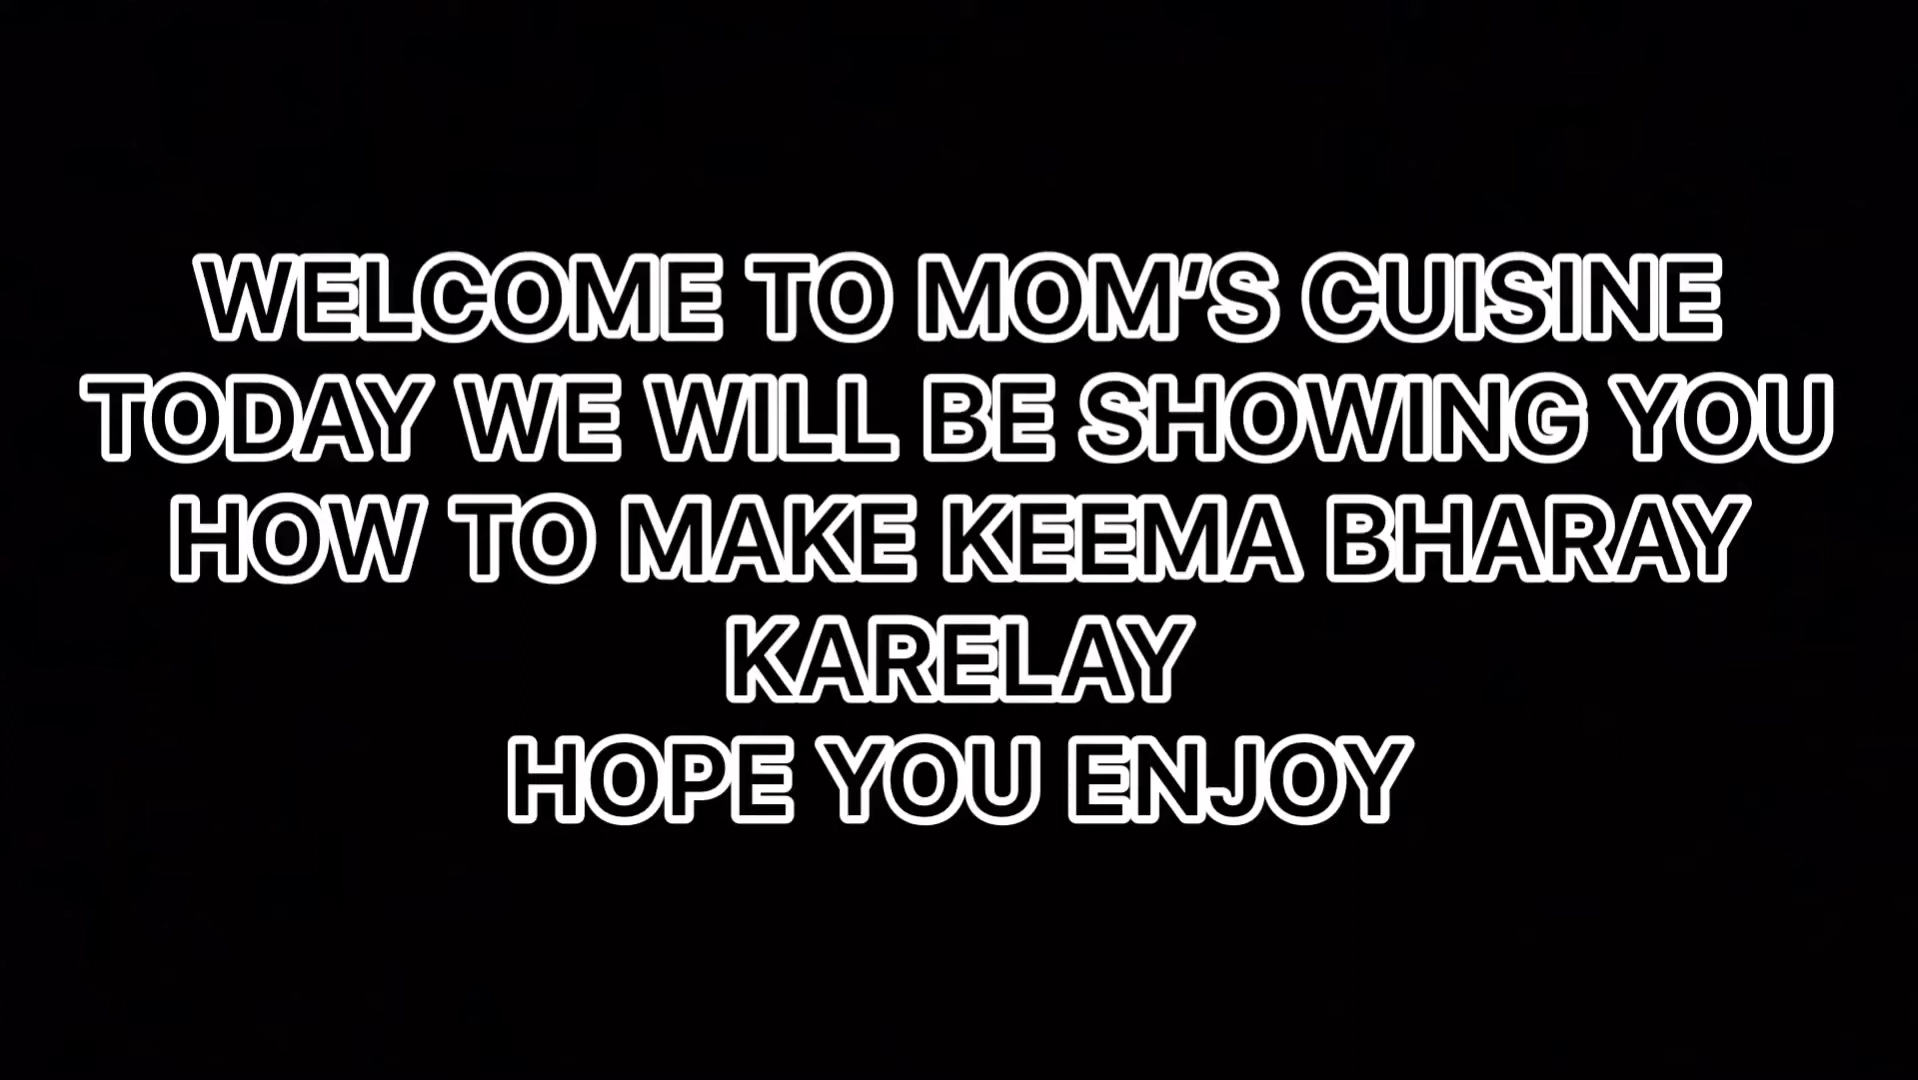 WELCOME TO MOM'S CUISINE
TODAY WE WILL BE SHOWING YOU
HOW TO MAKE KEEMA BHARAY
KARELAY
HOPE YOU ENJOY